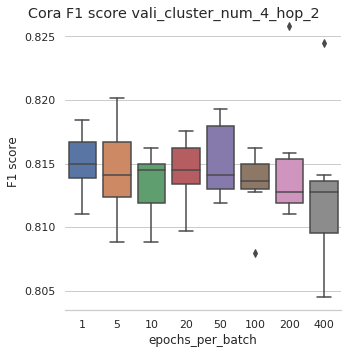 Cora F1 score vali_cluster_num_4_hop_2
0.825
0.820
0.815
0.810
0.805
F1 score
1 5 10 20 50 100 200 400
epochs_per_batch